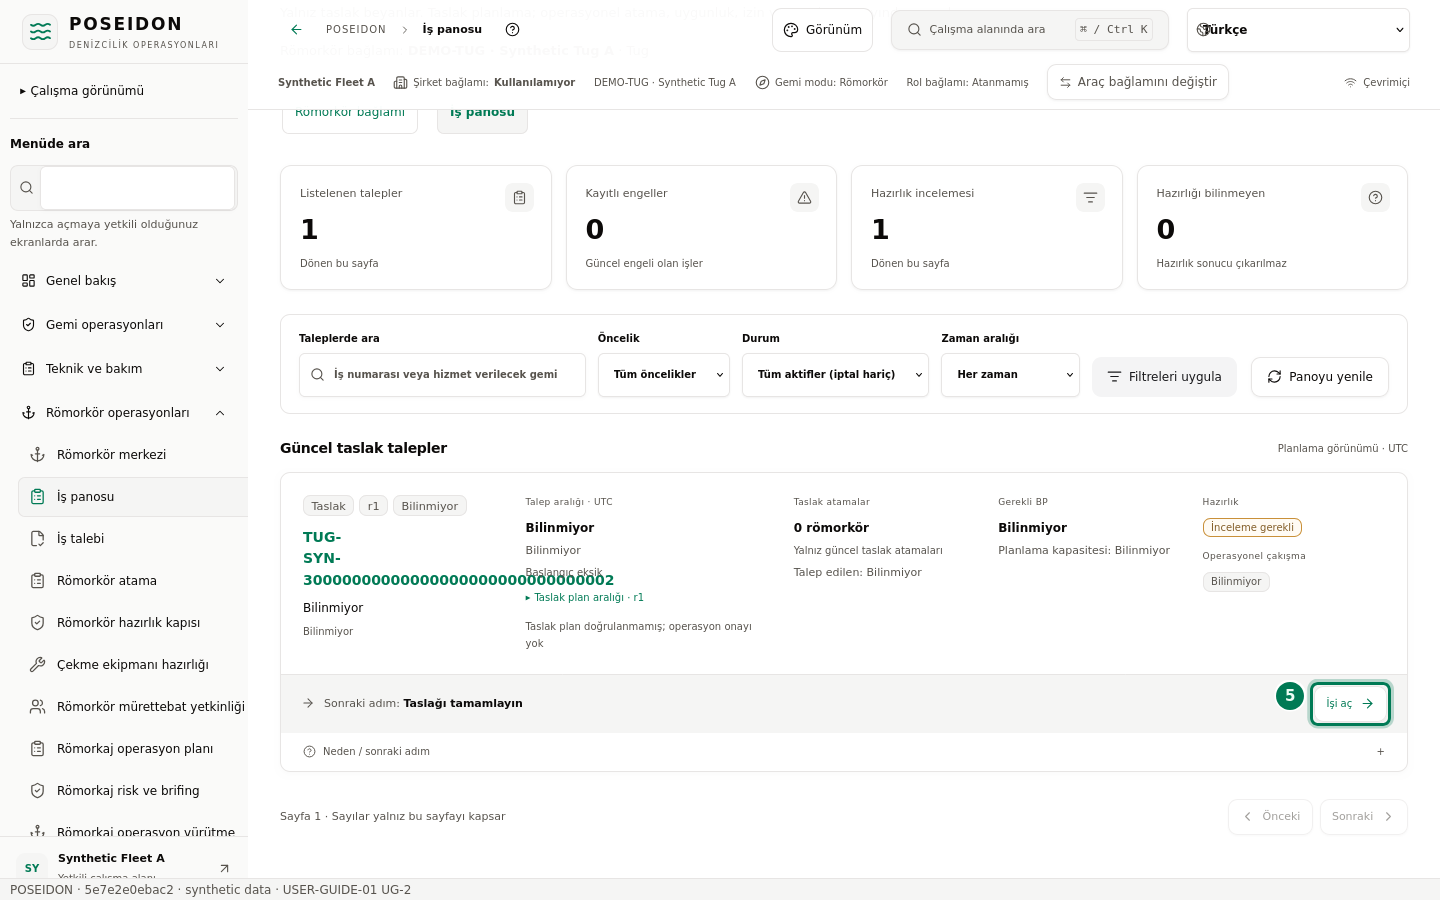 POSEIDON
DENİZCİLİK OPERASYONLARI
POSEIDON
İş panosu
Görünüm
Çalışma alanında ara
⌘ / Ctrl K
Türkçe
Synthetic Fleet A
Şirket bağlamı: Kullanılamıyor
DEMO-TUG · Synthetic Tug A
Gemi modu: Römorkör
Rol bağlamı: Atanmamış
Araç bağlamını değiştir
Çevrimiçi
▸ Çalışma görünümü
Menüde ara
Yalnızca açmaya yetkili olduğunuz
ekranlarda arar.
Genel bakış
Gemi operasyonları
Teknik ve bakım
Römorkör operasyonları
Römorkör merkezi
İş panosu
İş talebi
Römorkör atama
Römorkör hazırlık kapısı
Çekme ekipmanı hazırlığı
Römorkör mürettebat yetkinliği
Römorkaj operasyon planı
Römorkaj risk ve brifing
Römorkaj operasyon yürütme
SY
Synthetic Fleet A
Yetkili çalışma alanı
Römorkör bağlamı
İş panosu
Listelenen talepler
1
Dönen bu sayfa
Kayıtlı engeller
0
Güncel engeli olan işler
Hazırlık incelemesi
1
Dönen bu sayfa
Hazırlığı bilinmeyen
0
Hazırlık sonucu çıkarılmaz
Taleplerde ara
İş numarası veya hizmet verilecek gemi
Öncelik
Tüm öncelikler
Durum
Tüm aktifler (iptal hariç)
Zaman aralığı
Her zaman
Filtreleri uygula
Panoyu yenile
Güncel taslak talepler
Planlama görünümü · UTC
Taslak
r1
Bilinmiyor
TUG-
SYN-
30000000000000000000000000000002
Bilinmiyor
Bilinmiyor
Talep aralığı · UTC
Bilinmiyor
Bilinmiyor
Başlangıç eksik
▸ Taslak plan aralığı · r1
Taslak plan doğrulanmamış; operasyon onayı
yok
Taslak atamalar
0 römorkör
Yalnız güncel taslak atamaları
Talep edilen: Bilinmiyor
Gerekli BP
Bilinmiyor
Planlama kapasitesi: Bilinmiyor
Hazırlık
İnceleme gerekli
Operasyonel çakışma
Bilinmiyor
Sonraki adım: Taslağı tamamlayın
5
İşi aç
Neden / sonraki adım
+
Sayfa 1 · Sayılar yalnız bu sayfayı kapsar
Önceki
Sonraki
POSEIDON · 5e7e2e0ebac2 · synthetic data · USER-GUIDE-01 UG-2